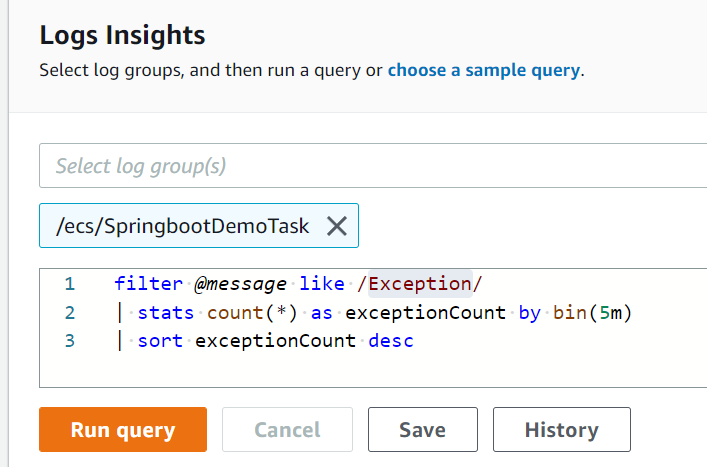 Logs Insights
Select log groups, and then run a query or choose a sample query.
Select log group(s)
/ecs/SpringbootDemoTask
1 filter @message like /Exception/
2 | stats count(*) as exceptionCount by bin(5m)
3 | sort exceptionCount desc
Run query Cancel Save History